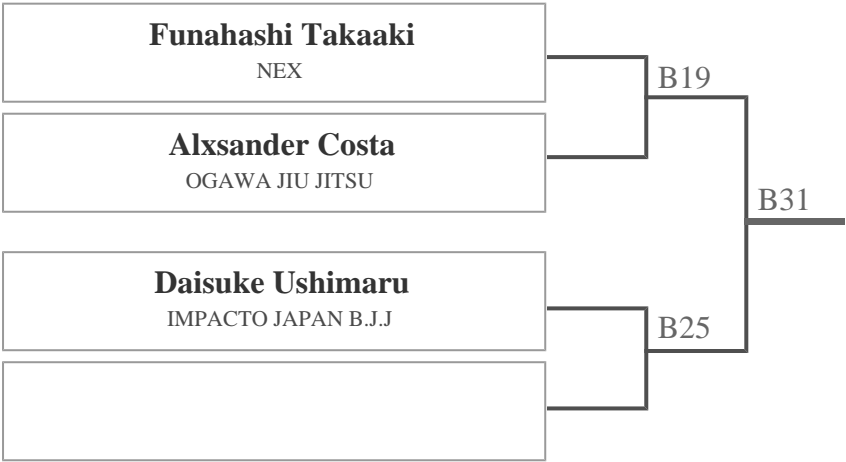 Funahashi Takaaki
NEX
B19
Alxsander Costa
OGAWA JIU JITSU
B31
Daisuke Ushimaru
IMPACTO JAPAN B.J.J
B25